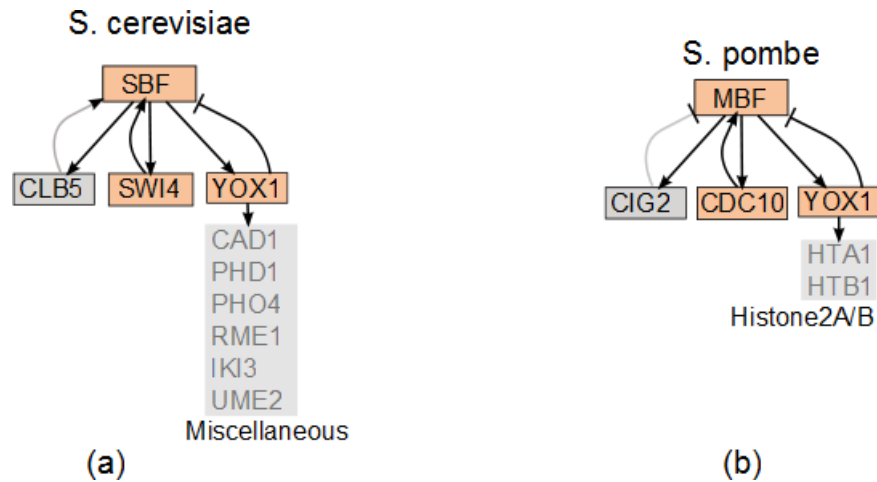 S. cerevisiae
SBF
CLB5 SWI4 YOX1
CAD1
PHD1
PHO4
RME1
IKI3
UME2
Miscellaneous
(a)
S. pombe
MBF
CIG2 CDC10 YOX1
HTA1
HTB1
Histone2A/B
(b)